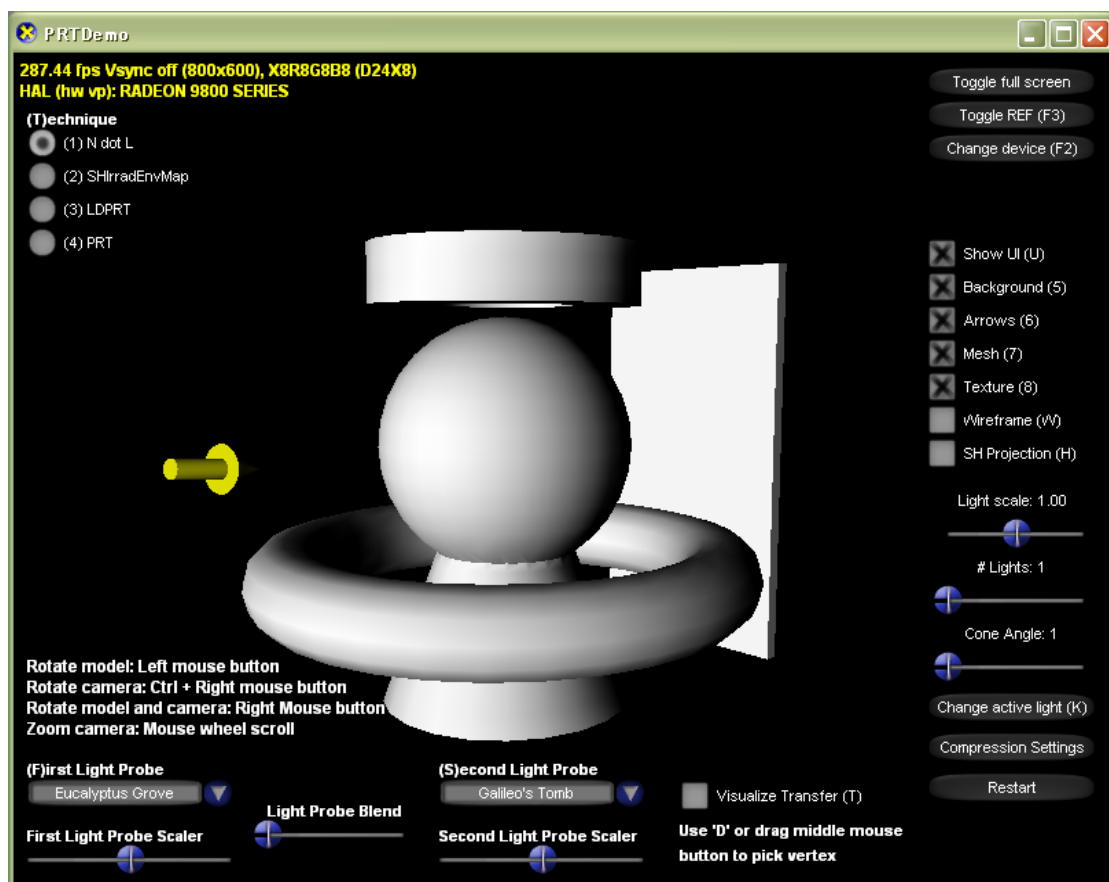 PRTDemo
287.44 fps Vsync off (800x600), X8R8G8B8 (D24X8)
HAL (hw vp): RADEON 9800 SERIES
(T)echnique
(1) N dot L
(2) SHIrradEnvMap
(3) LDPRT
(4) PRT
Toggle full screen
Toggle REF (F3)
Change device (F2)
Show UI (U)
Background (5)
Arrows (6)
Mesh (7)
Texture (8)
Wireframe (W)
SH Projection (H)
Light scale: 1.00
# Lights: 1
Cone Angle: 1
Change active light (K)
Compression Settings
Restart
Rotate model: Left mouse button
Rotate camera: Ctrl + Right mouse button
Rotate model and camera: Right Mouse button
Zoom camera: Mouse wheel scroll
(F)irst Light Probe
Eucalyptus Grove
Light Probe Blend
First Light Probe Scaler
(S)econd Light Probe
Galileo's Tomb
Second Light Probe Scaler
Visualize Transfer (T)
Use 'D' or drag middle mouse
button to pick vertex